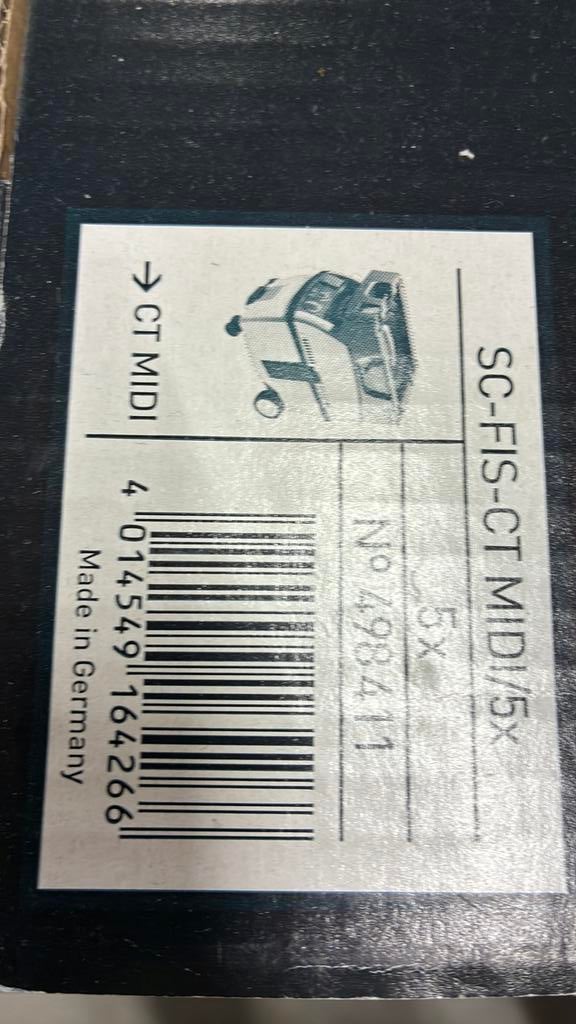 SC-FIS-CT MIDI/5x
5x
Nº 498411
→ CT MIDI
4 014549 164266
Made in Germany